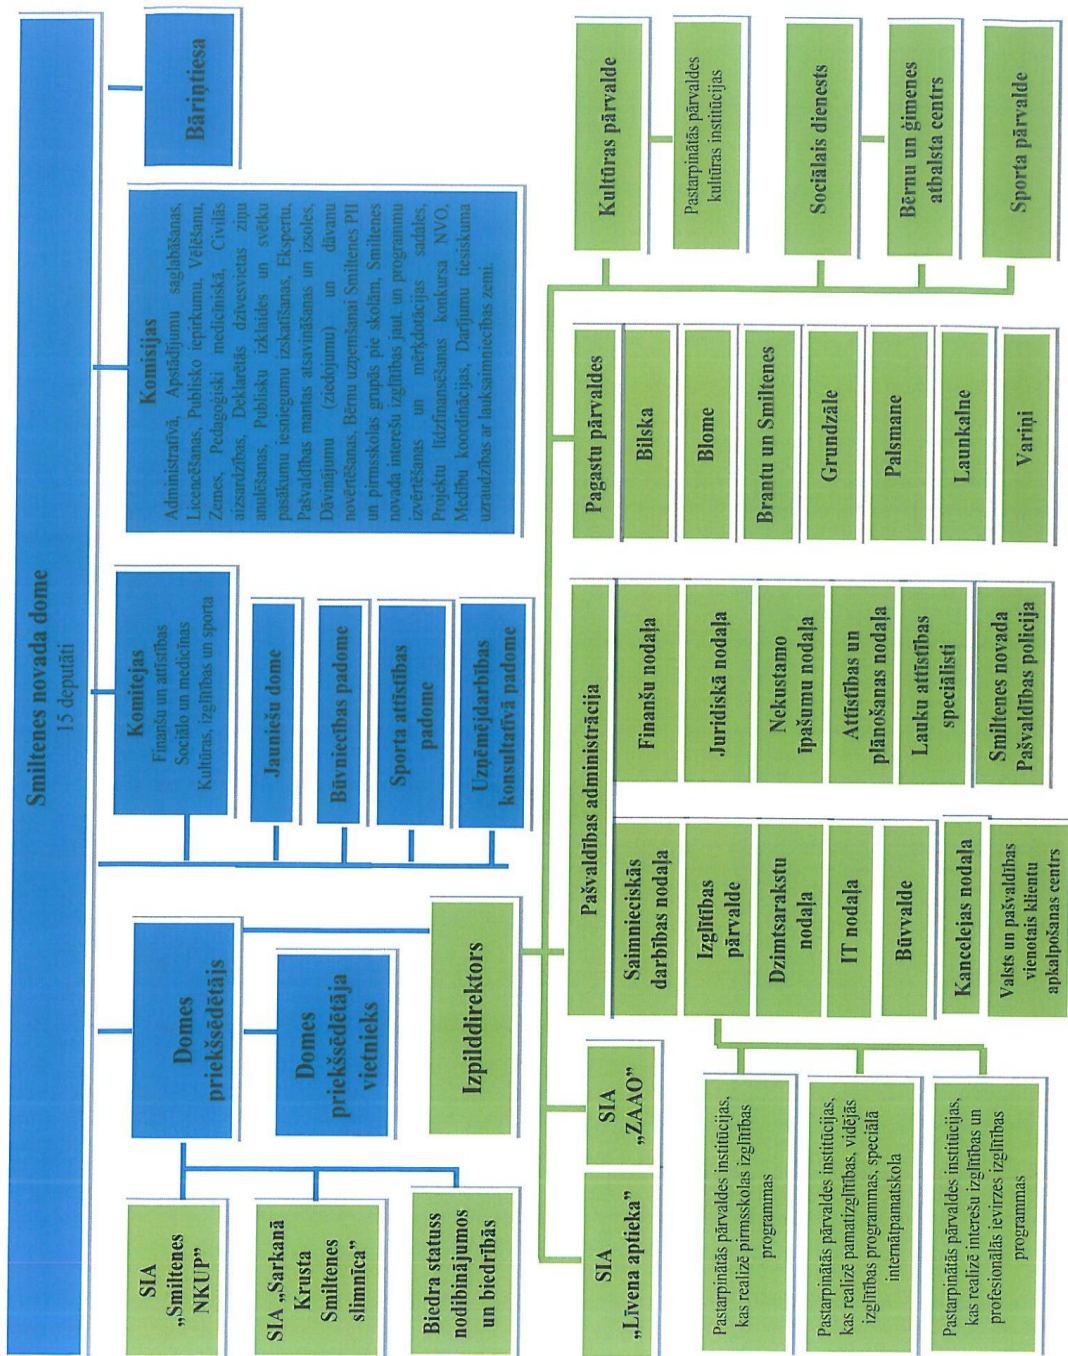 Smiltenes novada dome
15 deputāti
Domes
priekšsēdētājs
Domes
priekšsēdētāja
vietnieks
SIA
„Smiltenes
NKUP”
SIA „Sarkanā
Krusta
Smiltenes
slimnīca”
Biedra statuss
nodibinājumos
un biedrībās
Komitejas
Finanšu un attīstības
Sociālo un medicīnas
Kultūras, izglītības un sporta
Jauniešu dome
Būvniecības padome
Sporta attīstības
padome
Uzņēmējdarbības
konsultatīvā padome
Komisijas
Administratīvā, Apstādījumu saglabāšanas,
Licencēšanas, Publisko iepirkumu, Vēlēšanu,
Zemes, Pedagoģiski medicīniskā, Civilās
aizsardzības, Deklarētās dzīvesvietas ziņu
anulēšanas, Publisku izklaides un svētku
pasākumu iesniegumu izskatīšanas, Ekspertu,
Pašvaldības mantas atsavināšanas un izsoles,
Dāvinājumu (ziedojumu) un dāvanu
novērtēšanas, Bērnu uzņemšanai Smiltenes PII
un pirmsskolas grupās pie skolām, Smiltenes
novada interešu izglītības jaut. un programmu
izvērtēšanas un mērķdotācijas sadales,
Projektu līdzfinansēšanas konkursa NVO,
Medību koordinācijas, Darījumu tiesiskuma
uzraudzības ar lauksaimniecības zemi.
Bāriņtiesa
Izpilddirektors
SIA
„Līvena aptieka”
SIA
„ZAAO”
Pašvaldības administrācija
Saimnieciskās
darbības nodaļa
Izglītības
pārvalde
Dzimtsarakstu
nodaļa
IT nodaļa
Būvvalde
Kancelejas nodaļa
Valsts un pašvaldības
vienotais klientu
apkalpošanas centrs
Finanšu nodaļa
Juridiskā nodaļa
Nekustamo
īpašumu nodaļa
Attīstības un
plānošanas nodaļa
Lauku attīstības
speciālisti
Smiltenes novada
Pašvaldības policija
Pagastu pārvaldes
Bilska
Blome
Brantu un Smiltenes
Grundzāle
Palsmane
Launkalne
Variņi
Kultūras pārvalde
Pastarpinātās pārvaldes
kultūras institūcijas
Sociālais dienests
Bērnu un ģimenes
atbalsta centrs
Sporta pārvalde
Pastarpinātās pārvaldes institūcijas,
kas realizē pirmsskolas izglītības
programmas
Pastarpinātās pārvaldes institūcijas,
kas realizē pamatizglītības, vidējās
izglītības programmas, speciālā
internātpamatskola
Pastarpinātās pārvaldes institūcijas,
kas realizē interešu izglītības un
profesionālās ievirzes izglītības
programmas